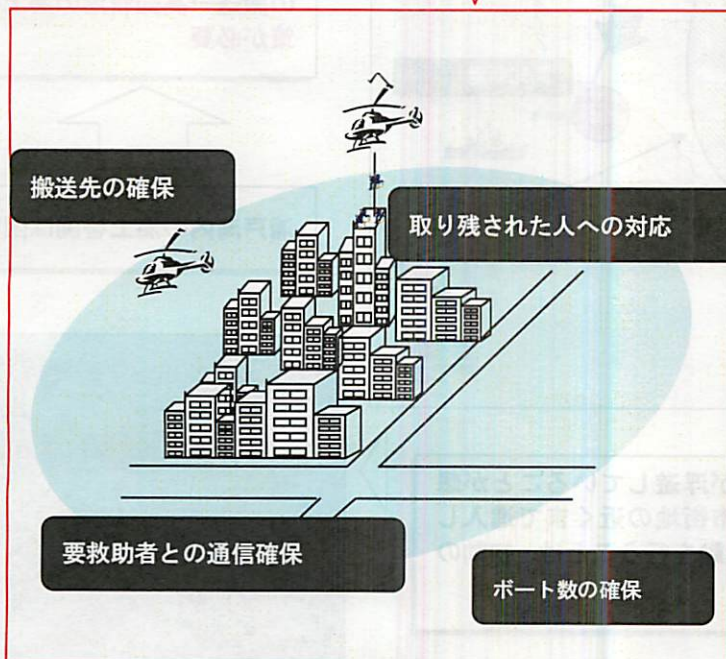 搬送先の確保
取り残された人への対応
要救助者との通信確保
ボート数の確保